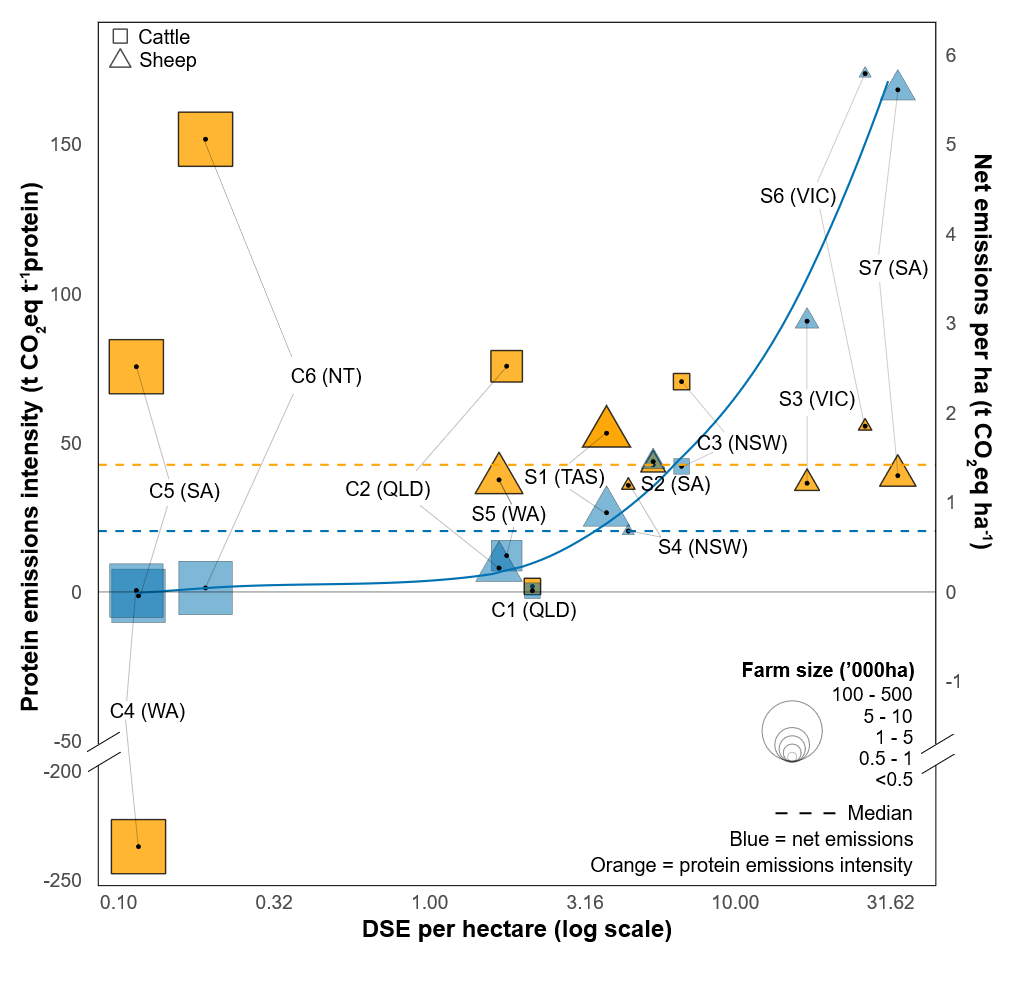 Cattle
Sheep
Protein emissions intensity (t CO₂eq t⁻¹protein)
150
100
50
0
-50
-200
-250
6
5
4
3
2
1
0
-1
Net emissions per ha (t CO₂eq ha⁻¹)
S6 (VIC)
S7 (SA)
C6 (NT)
S3 (VIC)
C3 (NSW)
C5 (SA)
C2 (QLD)
S1 (TAS)
S2 (SA)
S5 (WA)
S4 (NSW)
C1 (QLD)
C4 (WA)
Farm size (’000ha)
100 - 500
5 - 10
1 - 5
0.5 - 1
<0.5
Median
Blue = net emissions
Orange = protein emissions intensity
0.10
0.32
1.00
3.16
10.00
31.62
DSE per hectare (log scale)